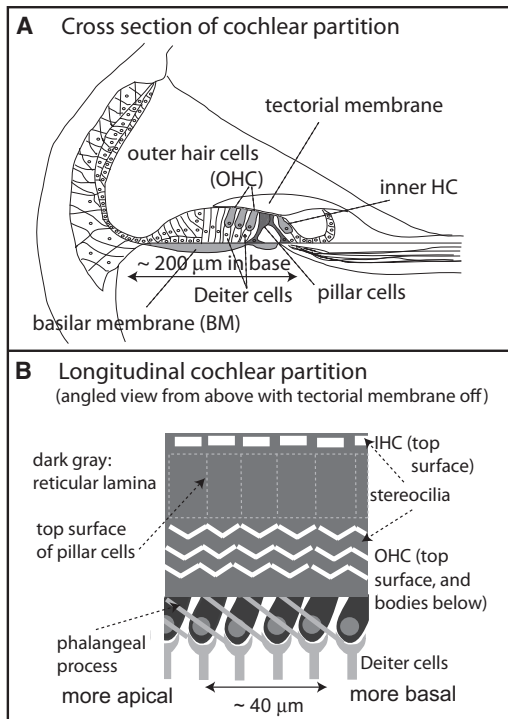 A Cross section of cochlear partition
tectorial membrane
outer hair cells
(OHC)
inner HC
~ 200 µm in base
Deiter cells
pillar cells
basilar membrane (BM)
B Longitudinal cochlear partition
(angled view from above with tectorial membrane off)
IHC (top
surface)
dark gray:
reticular lamina
stereocilia
top surface
of pillar cells
OHC (top
surface, and
bodies below)
phalangeal
process
Deiter cells
more apical
~ 40 µm
more basal